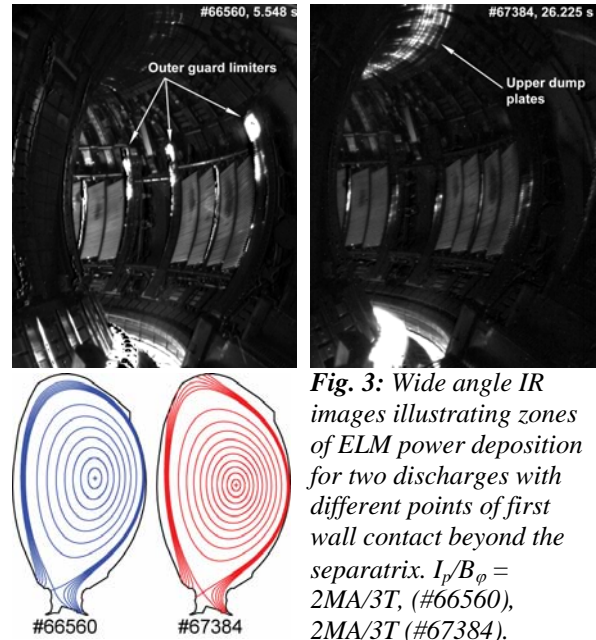 #66560, 5.548 s
Outer guard limiters
#67384, 26.225 s
Upper dump
plates
#66560
#67384
Fig. 3: Wide angle IR
images illustrating zones
of ELM power deposition
for two discharges with
different points of first
wall contact beyond the
separatrix. Ip/Bφ =
2MA/3T, (#66560),
2MA/3T (#67384).